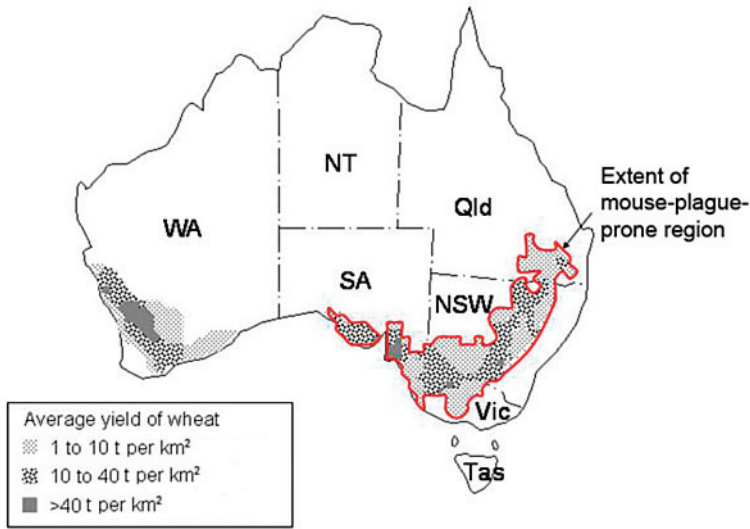 NT
Qld
WA
Extent of
mouse-plague-
prone region
SA
NSW
Vic
Tas
Average yield of wheat
1 to 10 t per km²
10 to 40 t per km²
>40 t per km²